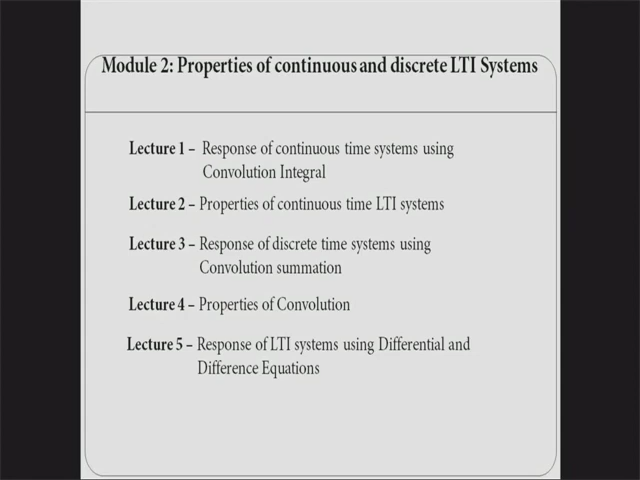 Module 2: Properties of continuous and discrete LTI Systems
Lecture 1 – Response of continuous time systems using
Convolution Integral
Lecture 2 – Properties of continuous time LTI systems
Lecture 3 – Response of discrete time systems using
Convolution summation
Lecture 4 – Properties of Convolution
Lecture 5 – Response of LTI systems using Differential and
Difference Equations